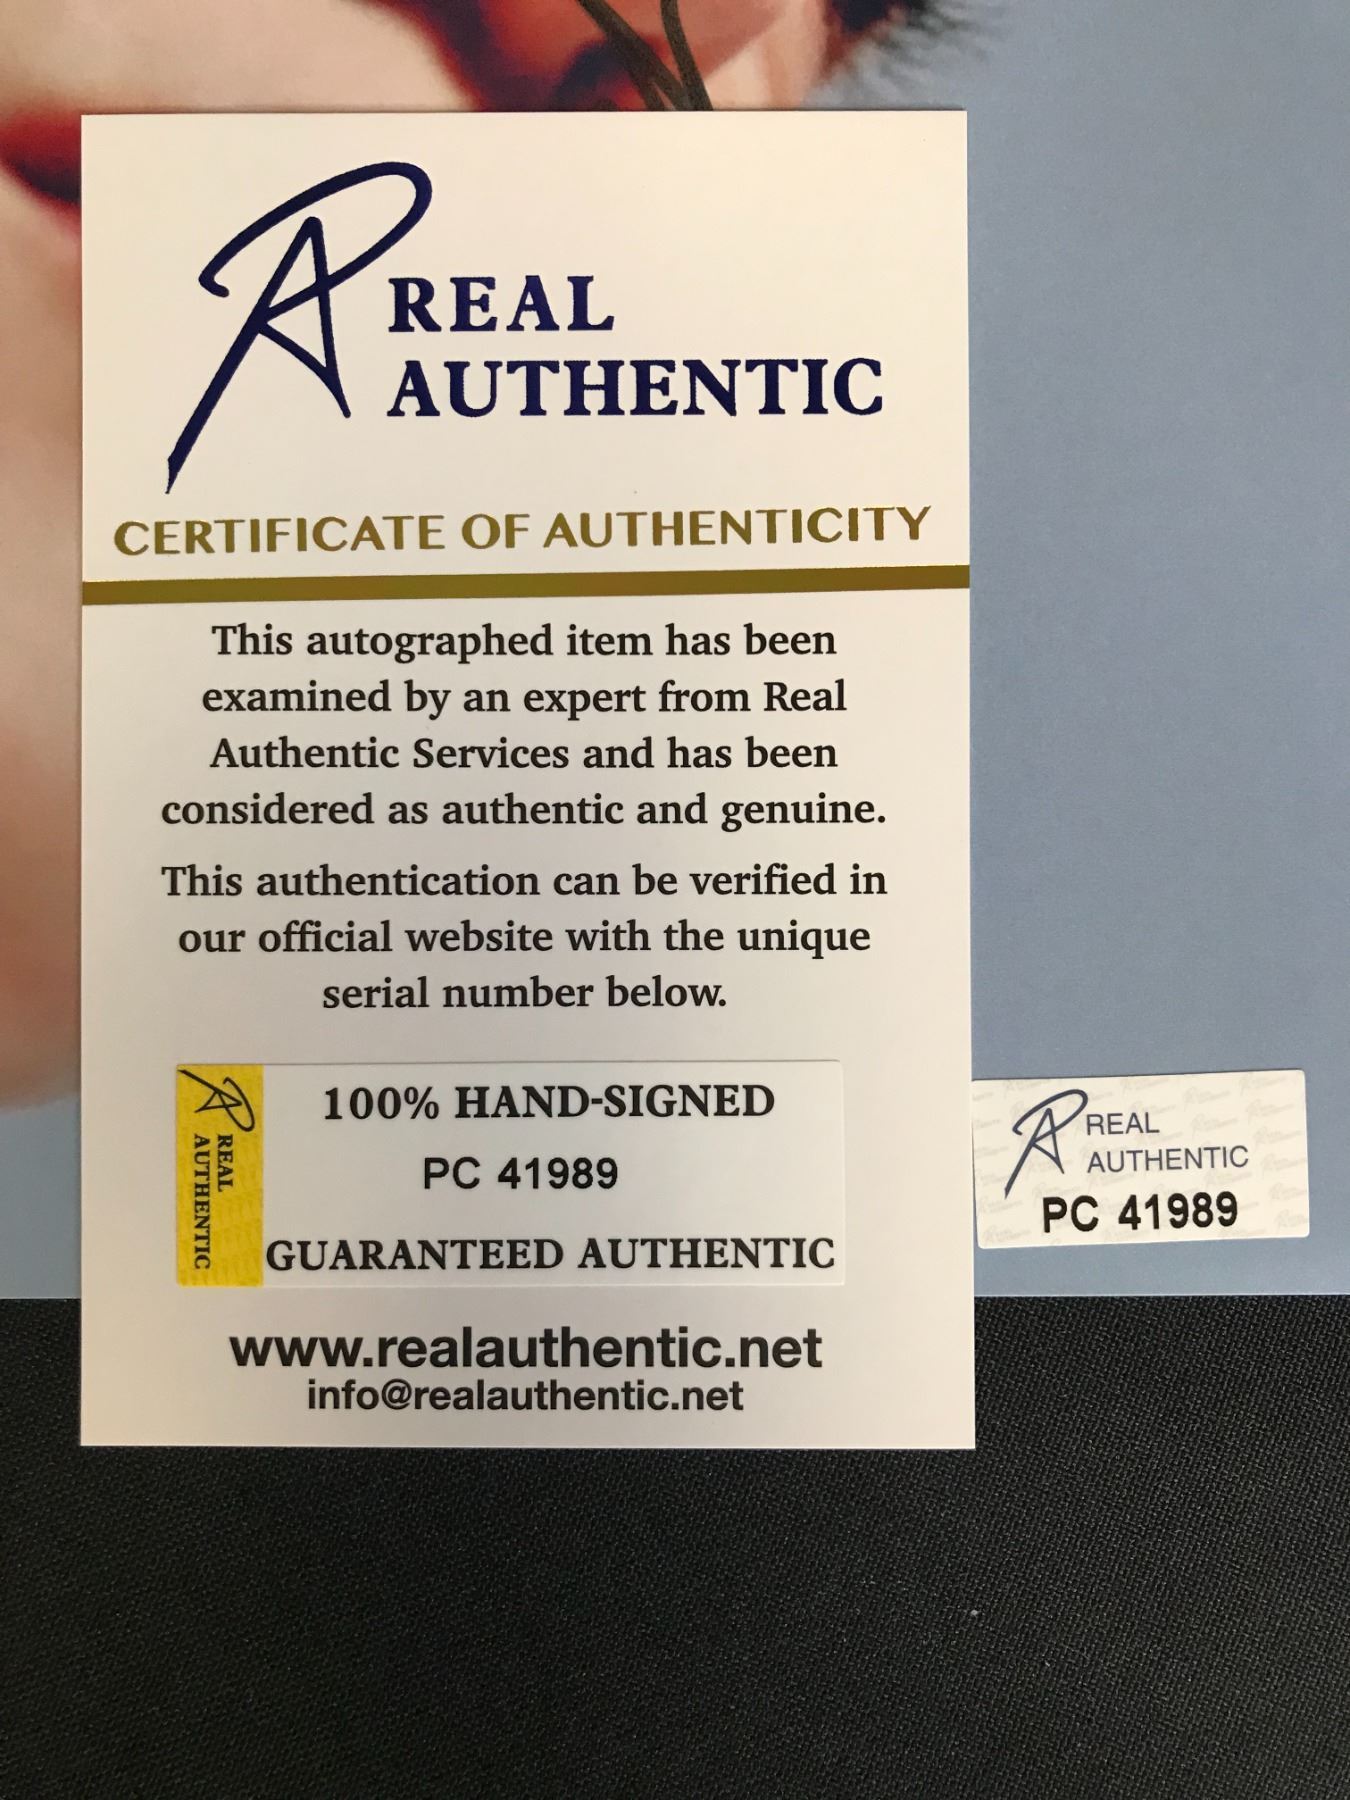 REAL
AUTHENTIC
CERTIFICATE OF AUTHENTICITY
This autographed item has been
examined by an expert from Real
Authentic Services and has been
considered as authentic and genuine.
This authentication can be verified in
our official website with the unique
serial number below.
REAL
AUTHENTIC
100% HAND-SIGNED
PC 41989
GUARANTEED AUTHENTIC
www.realauthentic.net
info@realauthentic.net
REAL
AUTHENTIC
PC 41989